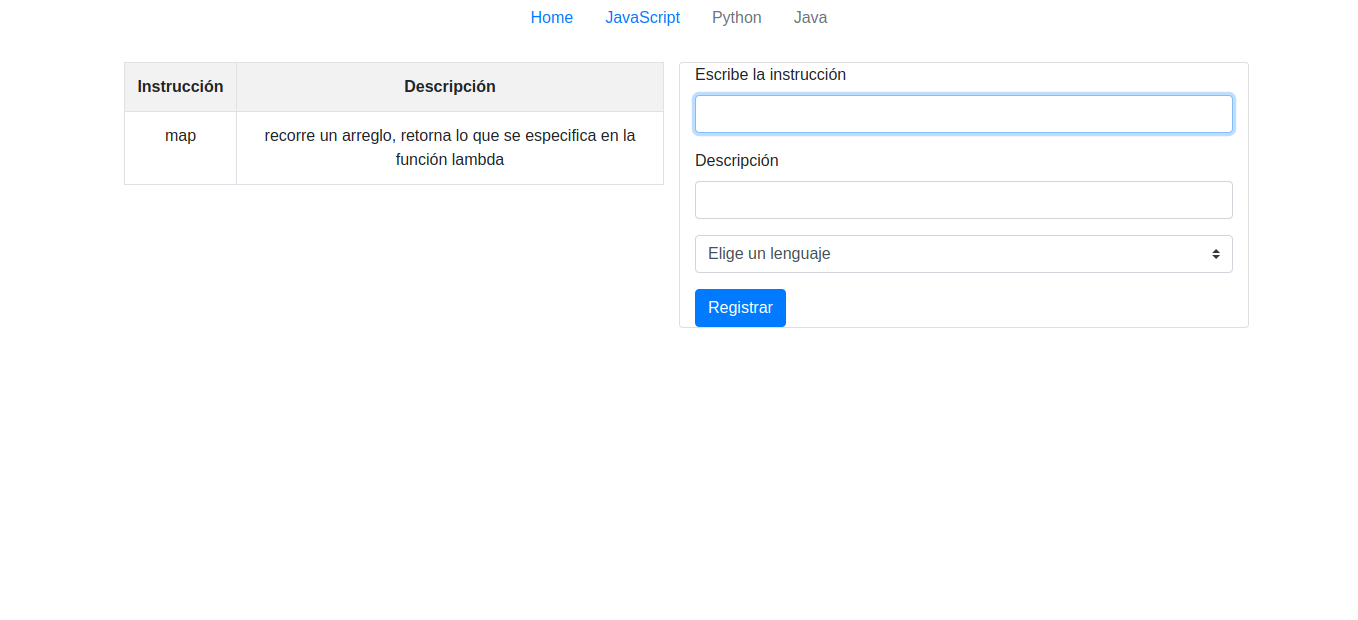 Home JavaScript Python Java
Instrucción Descripción
map recorre un arreglo, retorna lo que se especifica en la
función lambda
Escribe la instrucción
Descripción
Elige un lenguaje
Registrar